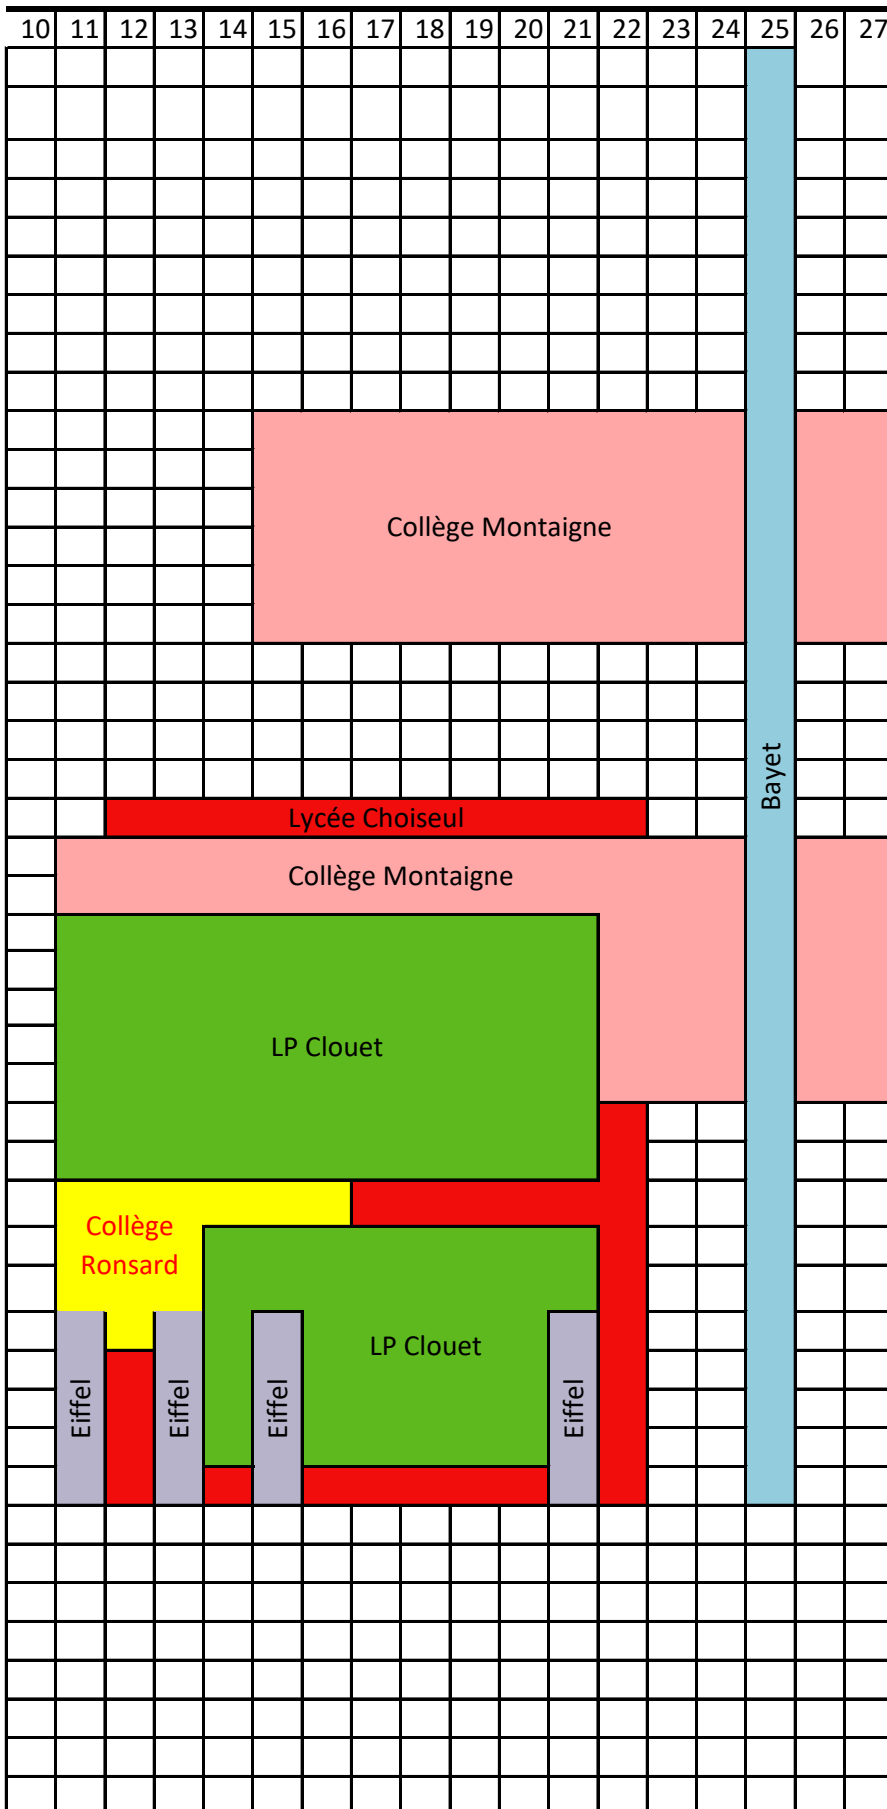 10 11 12 13 14 15 16 17 18 19 20 21 22 23 24 25 26 27
Collège Montaigne
Bayet
Lycée Choiseul
Collège Montaigne
LP Clouet
Collège
Ronsard
LP Clouet
Eiffel
Eiffel
Eiffel
Eiffel